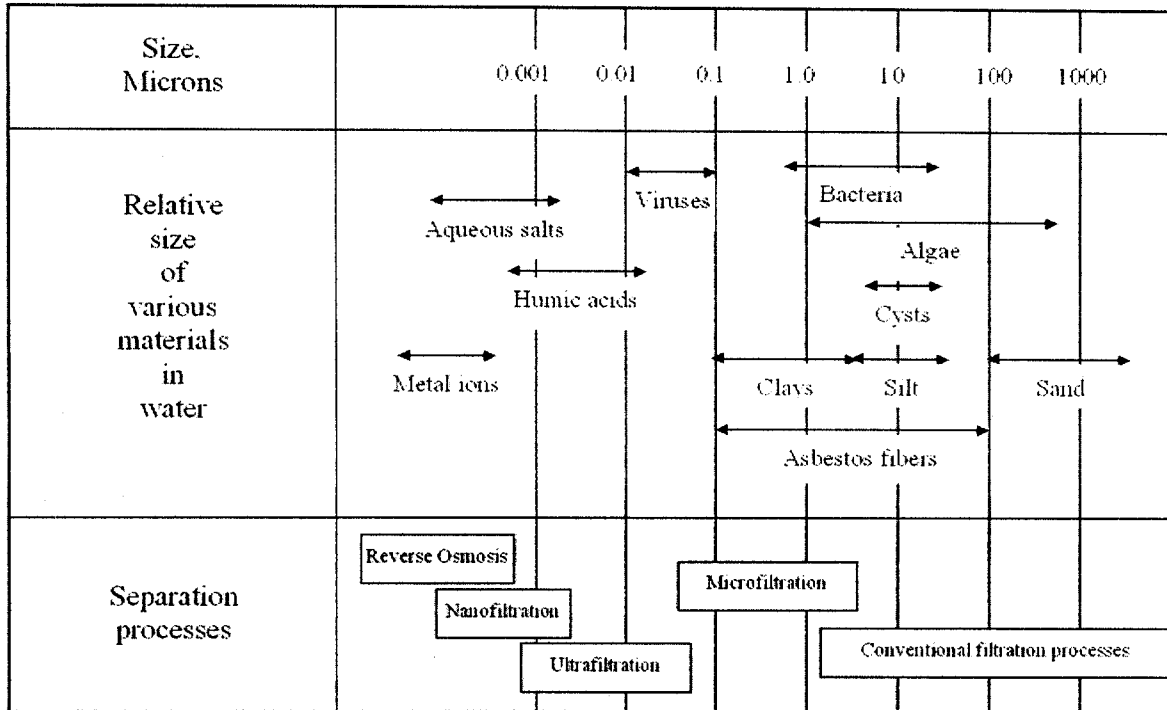 Size. 
Microns
0.001 0.01 0.1 1.0 10 100 1000
Relative
size
of
various
materials
in
water
Viruses
Bacteria
Aqueous salts
Algae
Humic acids
Cysts
Metal ions
Clays
Silt
Sand
Asbestos fibers
Separation
processes
Reverse Osmosis
Microfiltration
Nanofiltration
Ultrafiltration
Conventional filtration processes